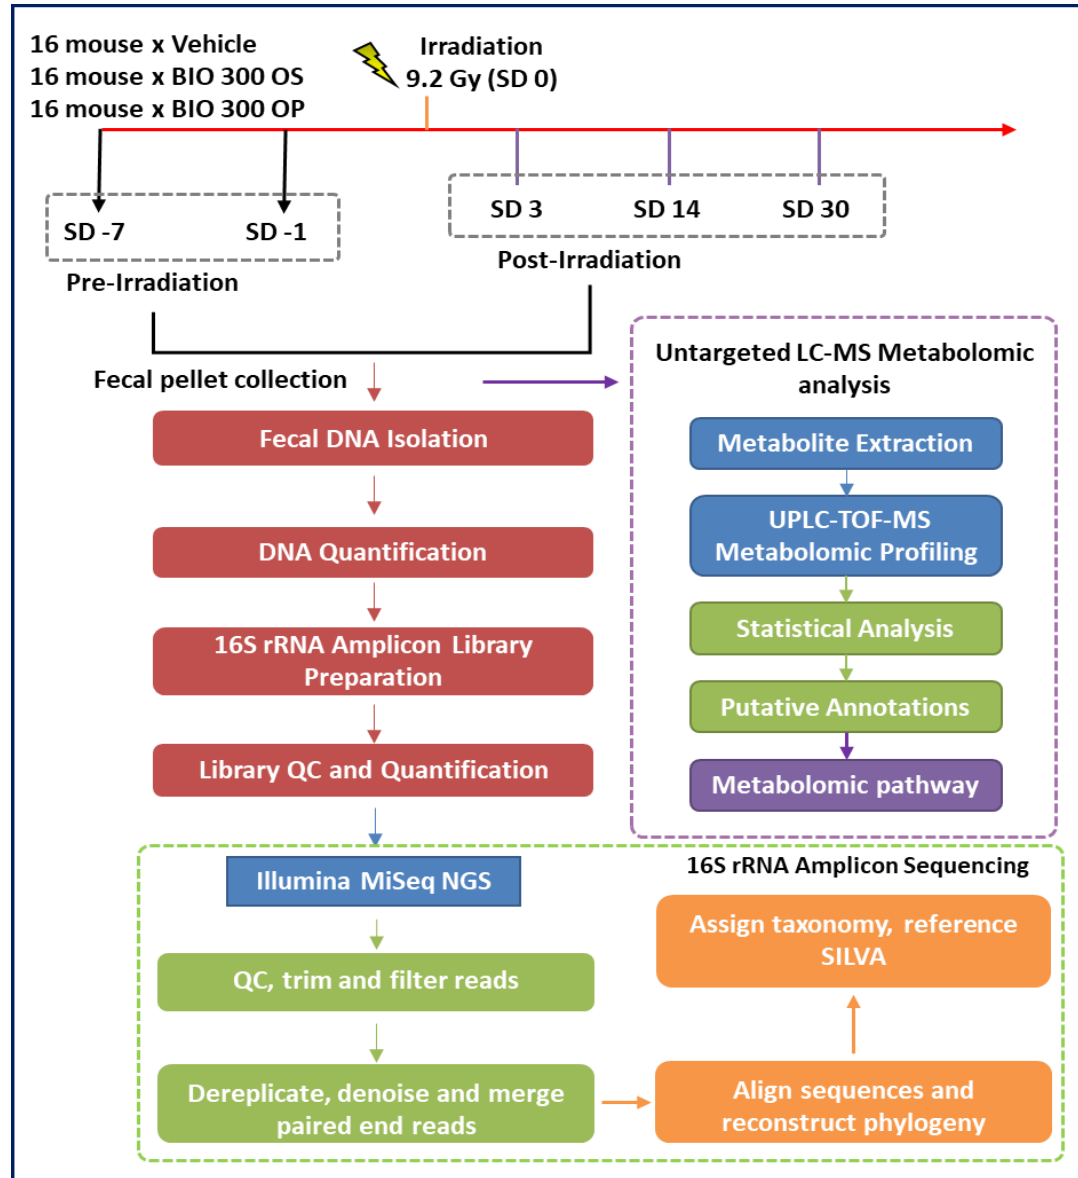 16 mouse x Vehicle
16 mouse x BIO 300 OS
16 mouse x BIO 300 OP
Irradiation
9.2 Gy (SD 0)
SD -7
SD -1
SD 3
SD 14
SD 30
Pre-Irradiation
Post-Irradiation
Fecal pellet collection
Fecal DNA Isolation
DNA Quantification
16S rRNA Amplicon Library
Preparation
Library QC and Quantification
Untargeted LC-MS Metabolomic
analysis
Metabolite Extraction
UPLC-TOF-MS
Metabolomic Profiling
Statistical Analysis
Putative Annotations
Metabolomic pathway
16S rRNA Amplicon Sequencing
Illumina MiSeq NGS
QC, trim and filter reads
Dereplicate, denoise and merge
paired end reads
Align sequences and
reconstruct phylogeny
Assign taxonomy, reference
SILVA